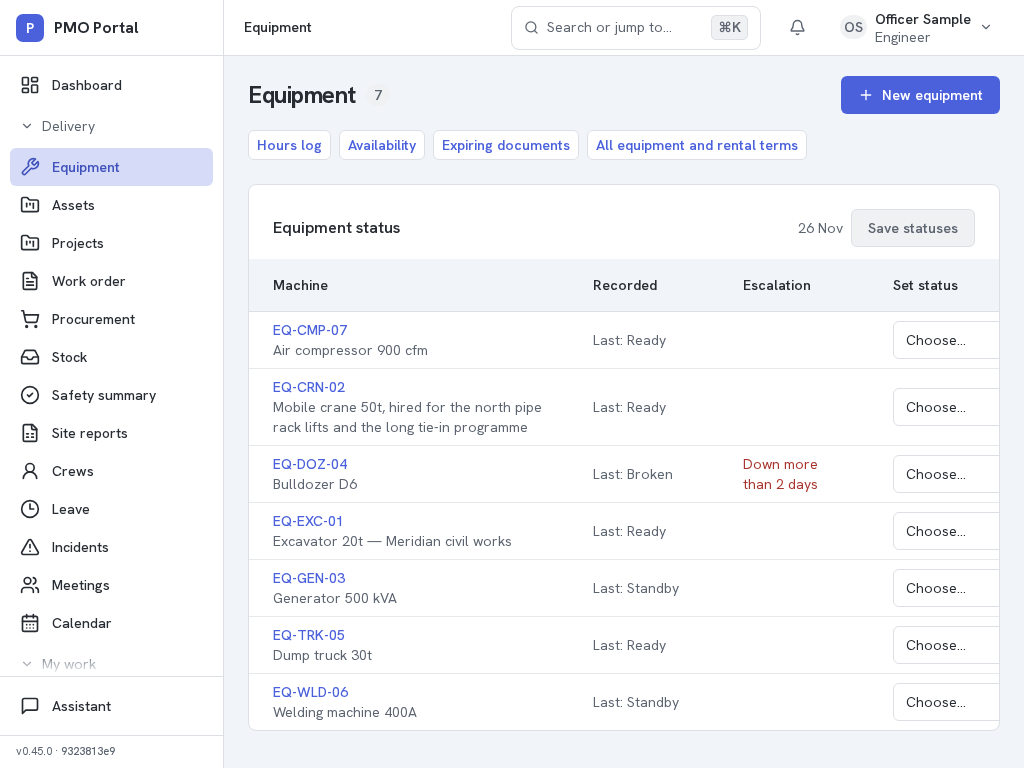 P PMO Portal
Equipment
Search or jump to...
⌘K
OS
Officer Sample
Engineer
Dashboard
Delivery
Equipment
Assets
Projects
Work order
Procurement
Stock
Safety summary
Site reports
Crews
Leave
Incidents
Meetings
Calendar
My work
Assistant
v0.45.0 · 9323813e9
Equipment 7
New equipment
Hours log
Availability
Expiring documents
All equipment and rental terms
Equipment status
26 Nov
Save statuses
Machine Recorded Escalation Set status
EQ-CMP-07
Air compressor 900 cfm
Last: Ready
Choose...
EQ-CRN-02
Mobile crane 50t, hired for the north pipe
rack lifts and the long tie-in programme
Last: Ready
Choose...
EQ-DOZ-04
Bulldozer D6
Last: Broken
Down more
than 2 days
Choose...
EQ-EXC-01
Excavator 20t — Meridian civil works
Last: Ready
Choose...
EQ-GEN-03
Generator 500 kVA
Last: Standby
Choose...
EQ-TRK-05
Dump truck 30t
Last: Ready
Choose...
EQ-WLD-06
Welding machine 400A
Last: Standby
Choose...